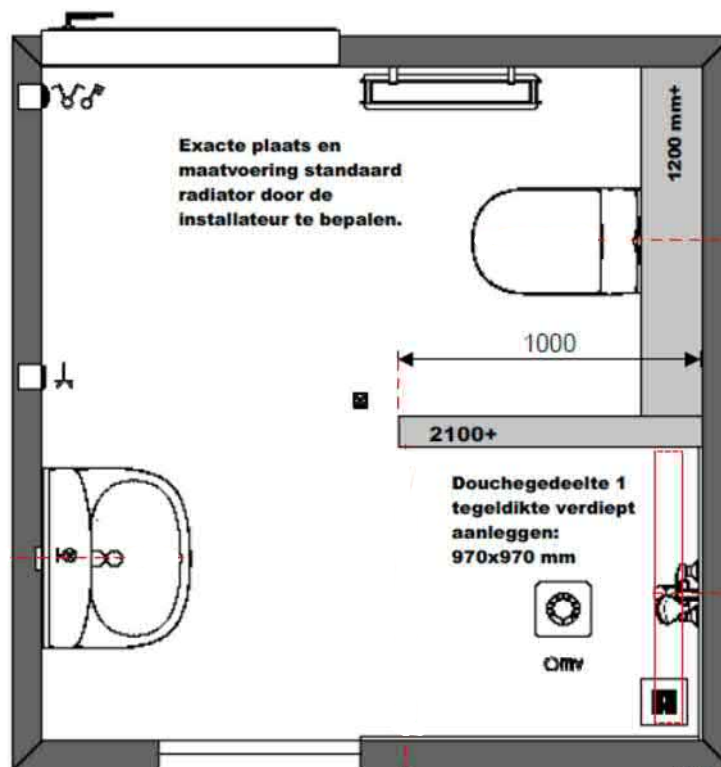 Exacte plaats en
maatvoering standaard
radiator door de
installateur te bepalen.
1200 mm+
1000
2100+
Douchegedeelte 1
tegeldikte verdiept
aanleggen:
970x970 mm
mv